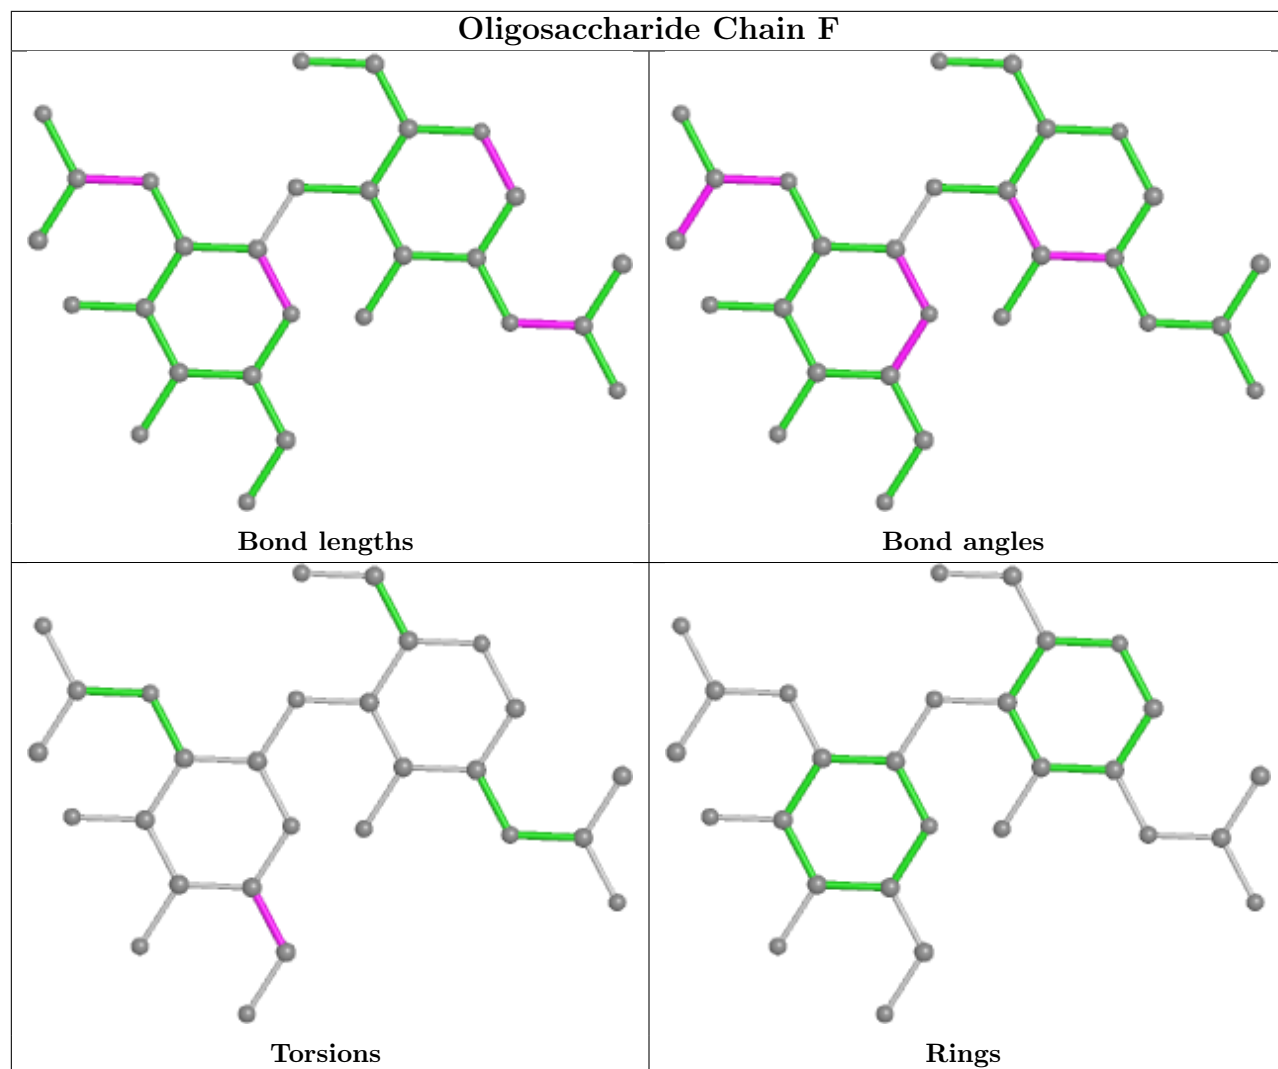 Oligosaccharide Chain F
Bond lengths
Bond angles
Torsions
Rings